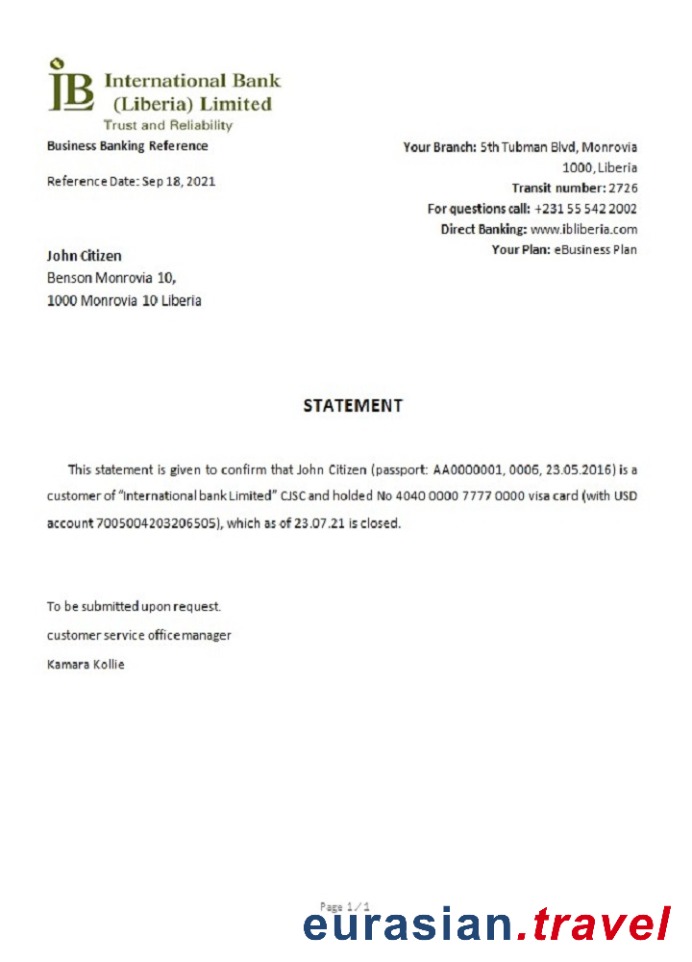 International Bank
(Liberia) Limited
Trust and Reliability
Business Banking Reference
Reference Date: Sep 18, 2021
Your Branch: 5th Tubman Blvd, Monrovia
1000, Liberia
Transit number: 2726
For questions call: +231 55 542 2002
Direct Banking: www.ibliberia.com
Your Plan: eBusiness Plan
John Citizen
Benson Monrovia 10,
1000 Monrovia 10 Liberia
STATEMENT
This statement is given to confirm that John Citizen (passport: AA0000001, 0006, 23.05.2016) is a
customer of "International bank Limited" CJSC and holded No 4040 0000 7777 0000 visa card (with USD
account 7005004203206505), which as of 23.07.21 is closed.
To be submitted upon request.
customer service office manager
Kamara Kollie
Page 1/1
eurasian.travel